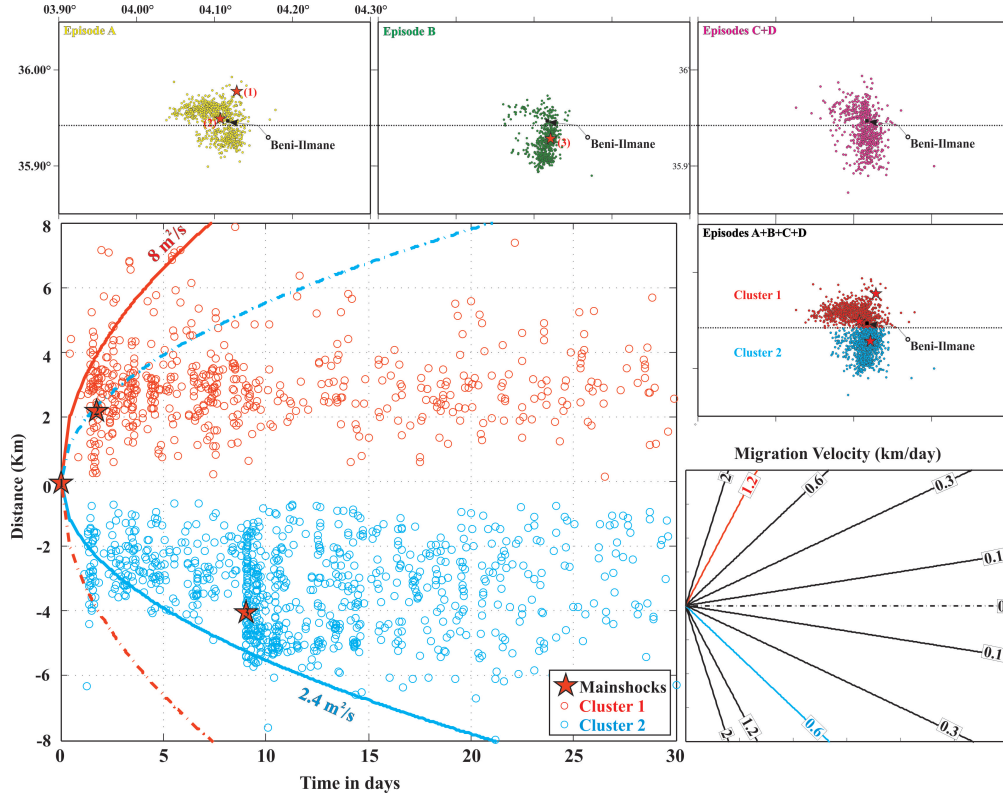 03.90° 04.00° 04.10° 04.20° 04.30°
Episode A
Episode B
Episodes C+D
36.00°
36.0
(1)
(2)
(3)
Beni-Ilmane
Beni-Ilmane
Beni-Ilmane
35.90°
35.9
8 m²/s
Episodes A+B+C+D
Cluster 1
Cluster 2
Beni-Ilmane
Distance (Km)
8
6
4
2
0
-2
-4
-6
-8
2.4 m²/s
Mainshocks
Cluster 1
Cluster 2
0 5 10 15 20 25 30
Time in days
Migration Velocity (km/day)
2 1.2 0.6 0.3
0.1
0
0.1
2 1.2 0.6 0.3